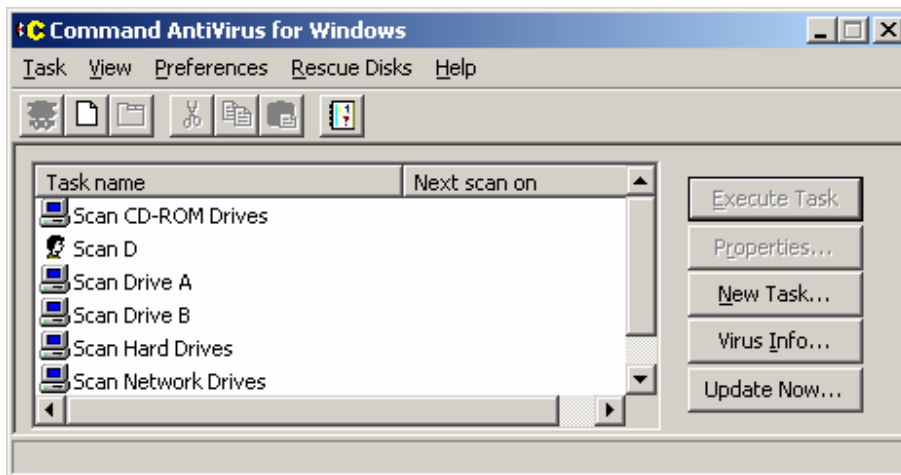 Command AntiVirus for Windows
Task View Preferences Rescue Disks Help
Task name Next scan on
Scan CD-ROM Drives
Scan D
Scan Drive A
Scan Drive B
Scan Hard Drives
Scan Network Drives
Execute Task
Properties...
New Task...
Virus Info...
Update Now...